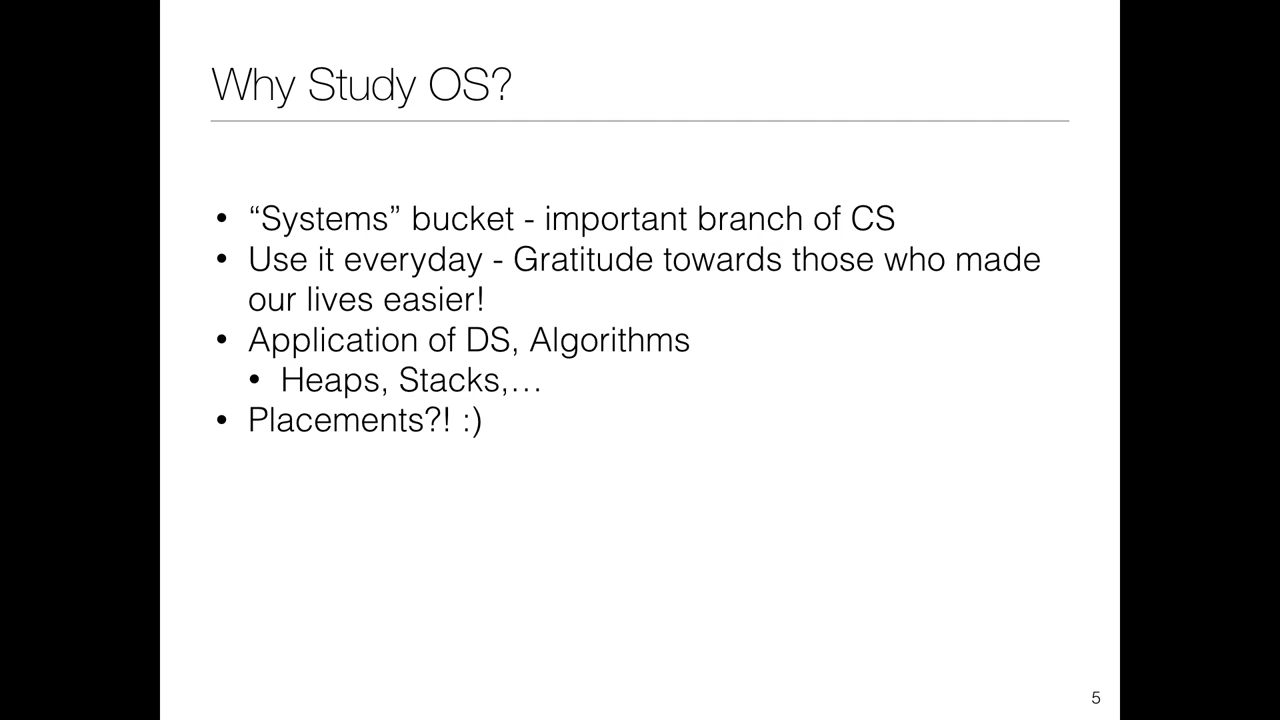 Why Study OS?
• “Systems” bucket - important branch of CS
• Use it everyday - Gratitude towards those who made
our lives easier!
• Application of DS, Algorithms
• Heaps, Stacks,…
• Placements?! :)
5